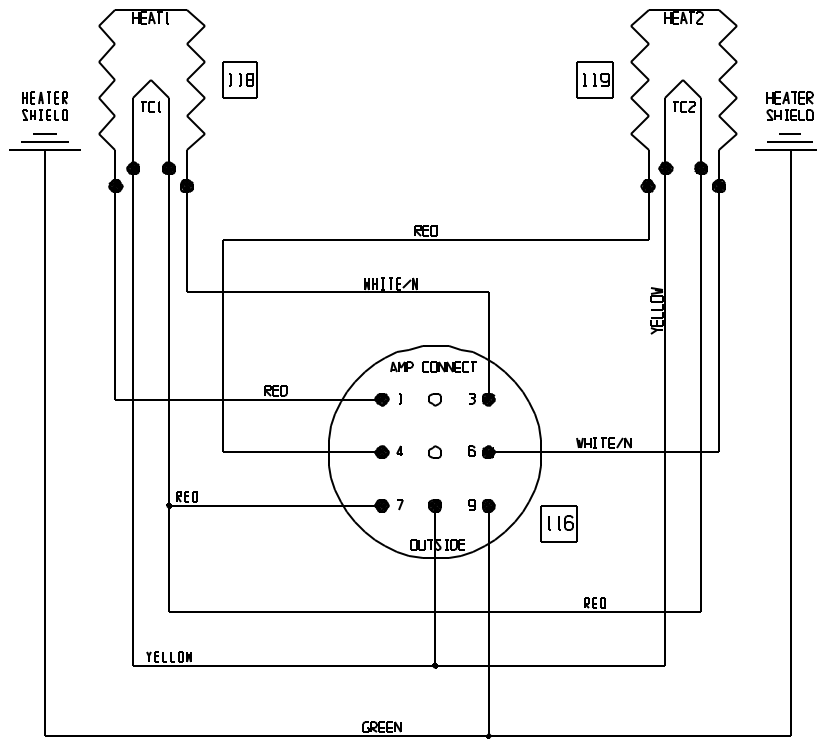 HEAT1
HEAT2
118
119
HEATER
SHIELD
HEATER
SHIELD
TC1
TC2
RED
WHITE/N
YELLOW
AMP CONNECT
RED
1
3
4
6
WHITE/N
RED
7
9
116
OUTSIDE
RED
YELLOW
GREEN